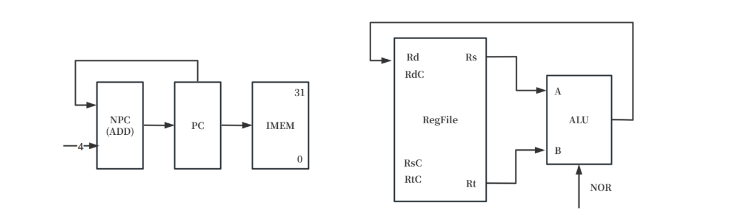 4
NPC
(ADD)
PC
31
IMEM
0
Rd
Rs
RdC
RegFile
RsC
RtC
Rt
A
ALU
B
NOR